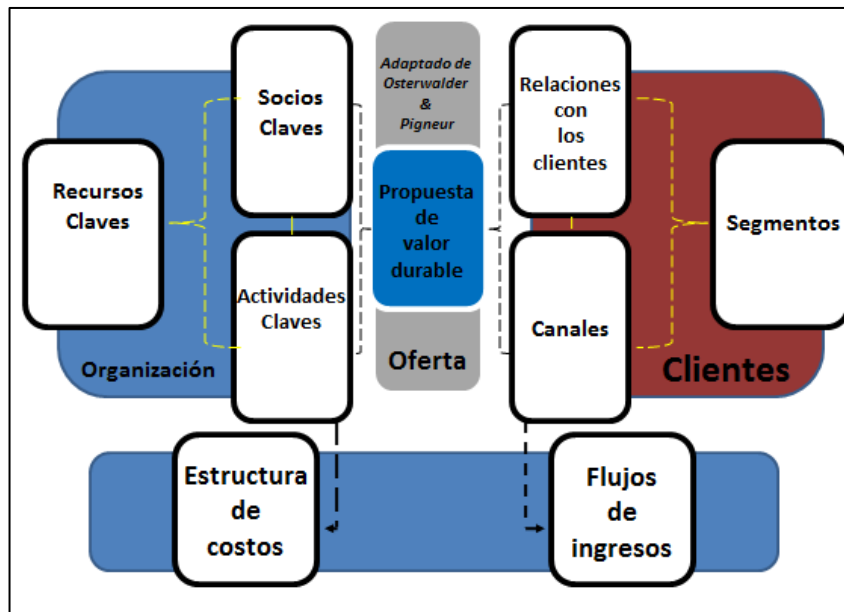 Recursos
Claves
Socios
Claves
Actividades
Claves
Organización
Adaptado de
Osterwalder
&
Pigneur
Propuesta
de
valor
durable
Oferta
Relaciones
con
los
clientes
Canales
Segmentos
Clientes
Estructura
de
costos
Flujos
de
ingresos